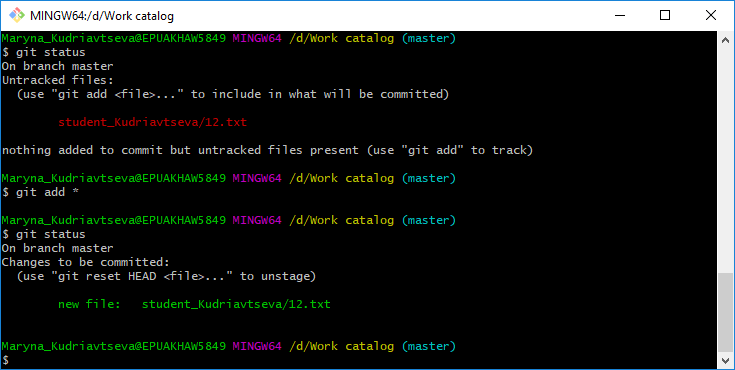 MINGW64:/d/Work catalog
Maryna_Kudriavtseva@EPUAKHAW5849 MINGW64 /d/Work catalog (master)
$ git status
On branch master
Untracked files:
  (use "git add <file>..." to include in what will be committed)
        student_Kudriavtseva/12.txt
nothing added to commit but untracked files present (use "git add" to track)
Maryna_Kudriavtseva@EPUAKHAW5849 MINGW64 /d/Work catalog (master)
$ git add *
Maryna_Kudriavtseva@EPUAKHAW5849 MINGW64 /d/Work catalog (master)
$ git status
On branch master
Changes to be committed:
  (use "git reset HEAD <file>..." to unstage)
        new file:   student_Kudriavtseva/12.txt
Maryna_Kudriavtseva@EPUAKHAW5849 MINGW64 /d/Work catalog (master)
$